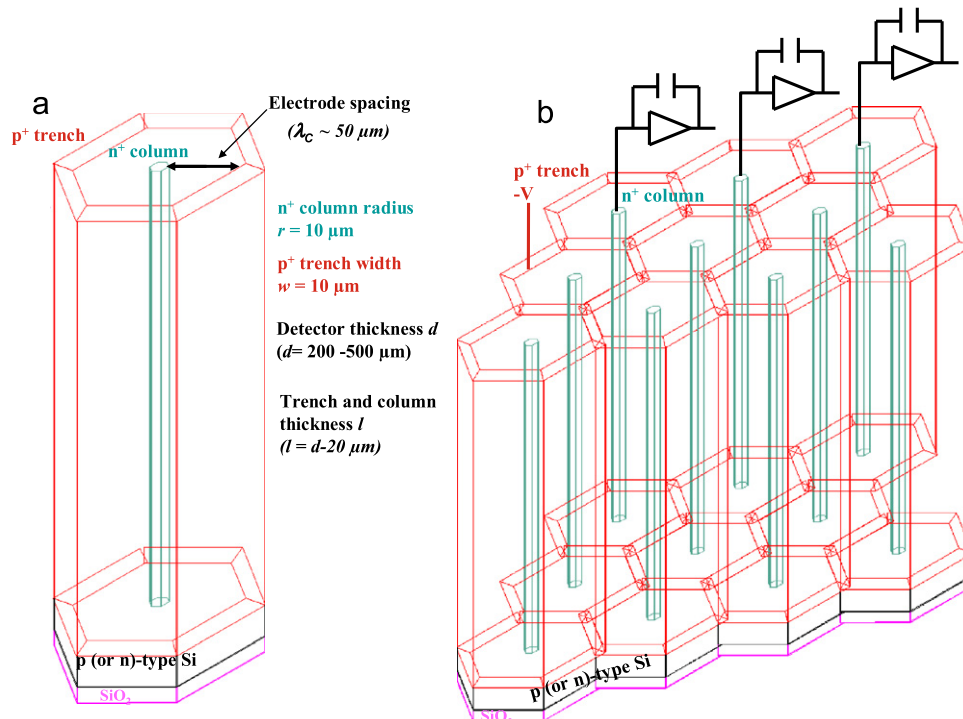 a
Electrode spacing
(λc ~ 50 µm)
p+ trench
n+ column
n+ column radius
r = 10 µm
p+ trench width
w = 10 µm
Detector thickness d
(d= 200 -500 µm)
Trench and column
thickness l
(l = d-20 µm)
p (or n)-type Si
SiO2
b
p+ trench
-V
n+ column
p (or n)-type Si
SiO2